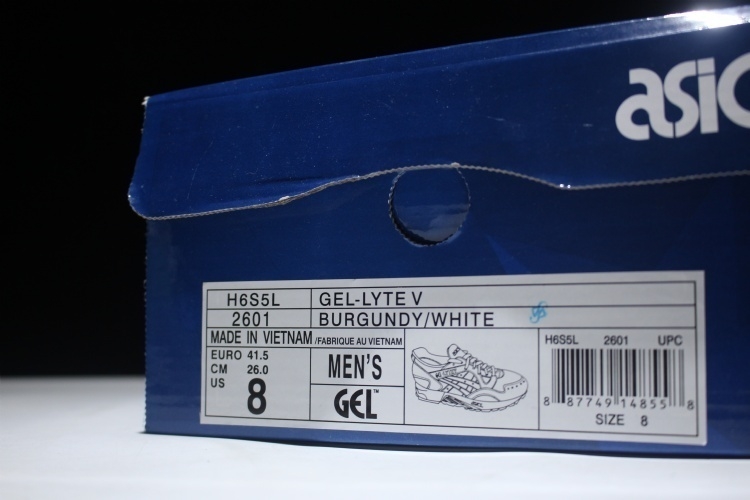 asic
H6S5L GEL-LYTE V
2601 BURGUNDY/WHITE
MADE IN VIETNAM /FABRIQUE AU VIETNAM
EURO 41.5
CM 26.0
US 8
MEN'S
GEL™
H6S5L 2601 UPC
8 87749 14855 8
SIZE 8